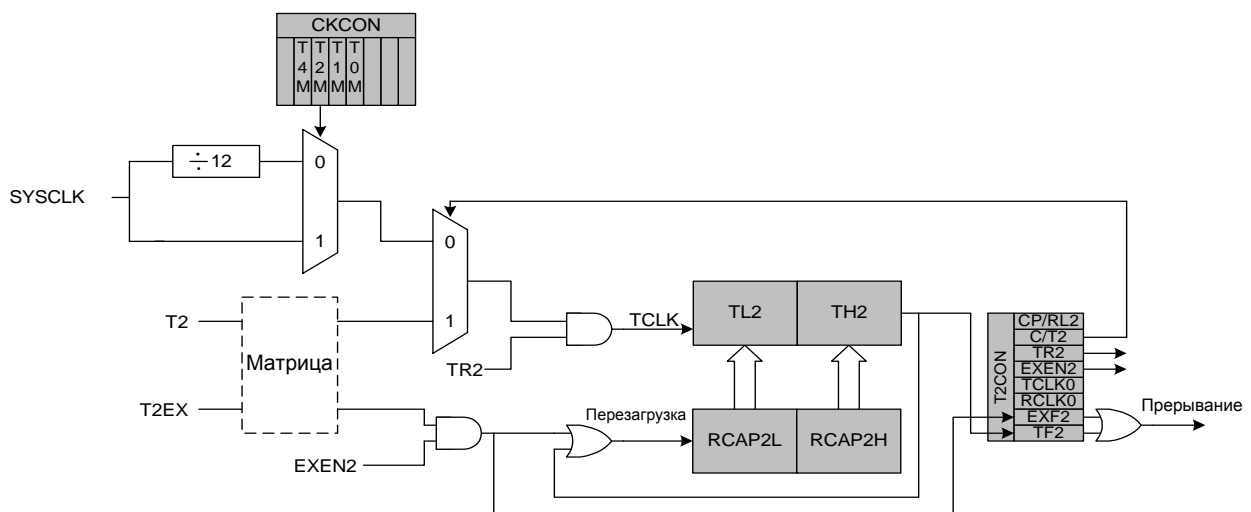 CKCON
T4M T2M T1M T0M
÷12
0
SYSCLK
1
0
T2
1
TCLK
TL2
TH2
TR2
Матрица
T2EX
EXEN2
Перезагрузка
RCAP2L
RCAP2H
T2CON
CP/RL2
C/T2
TR2
EXEN2
TCLK0
RCLK0
EXF2
TF2
Прерывание